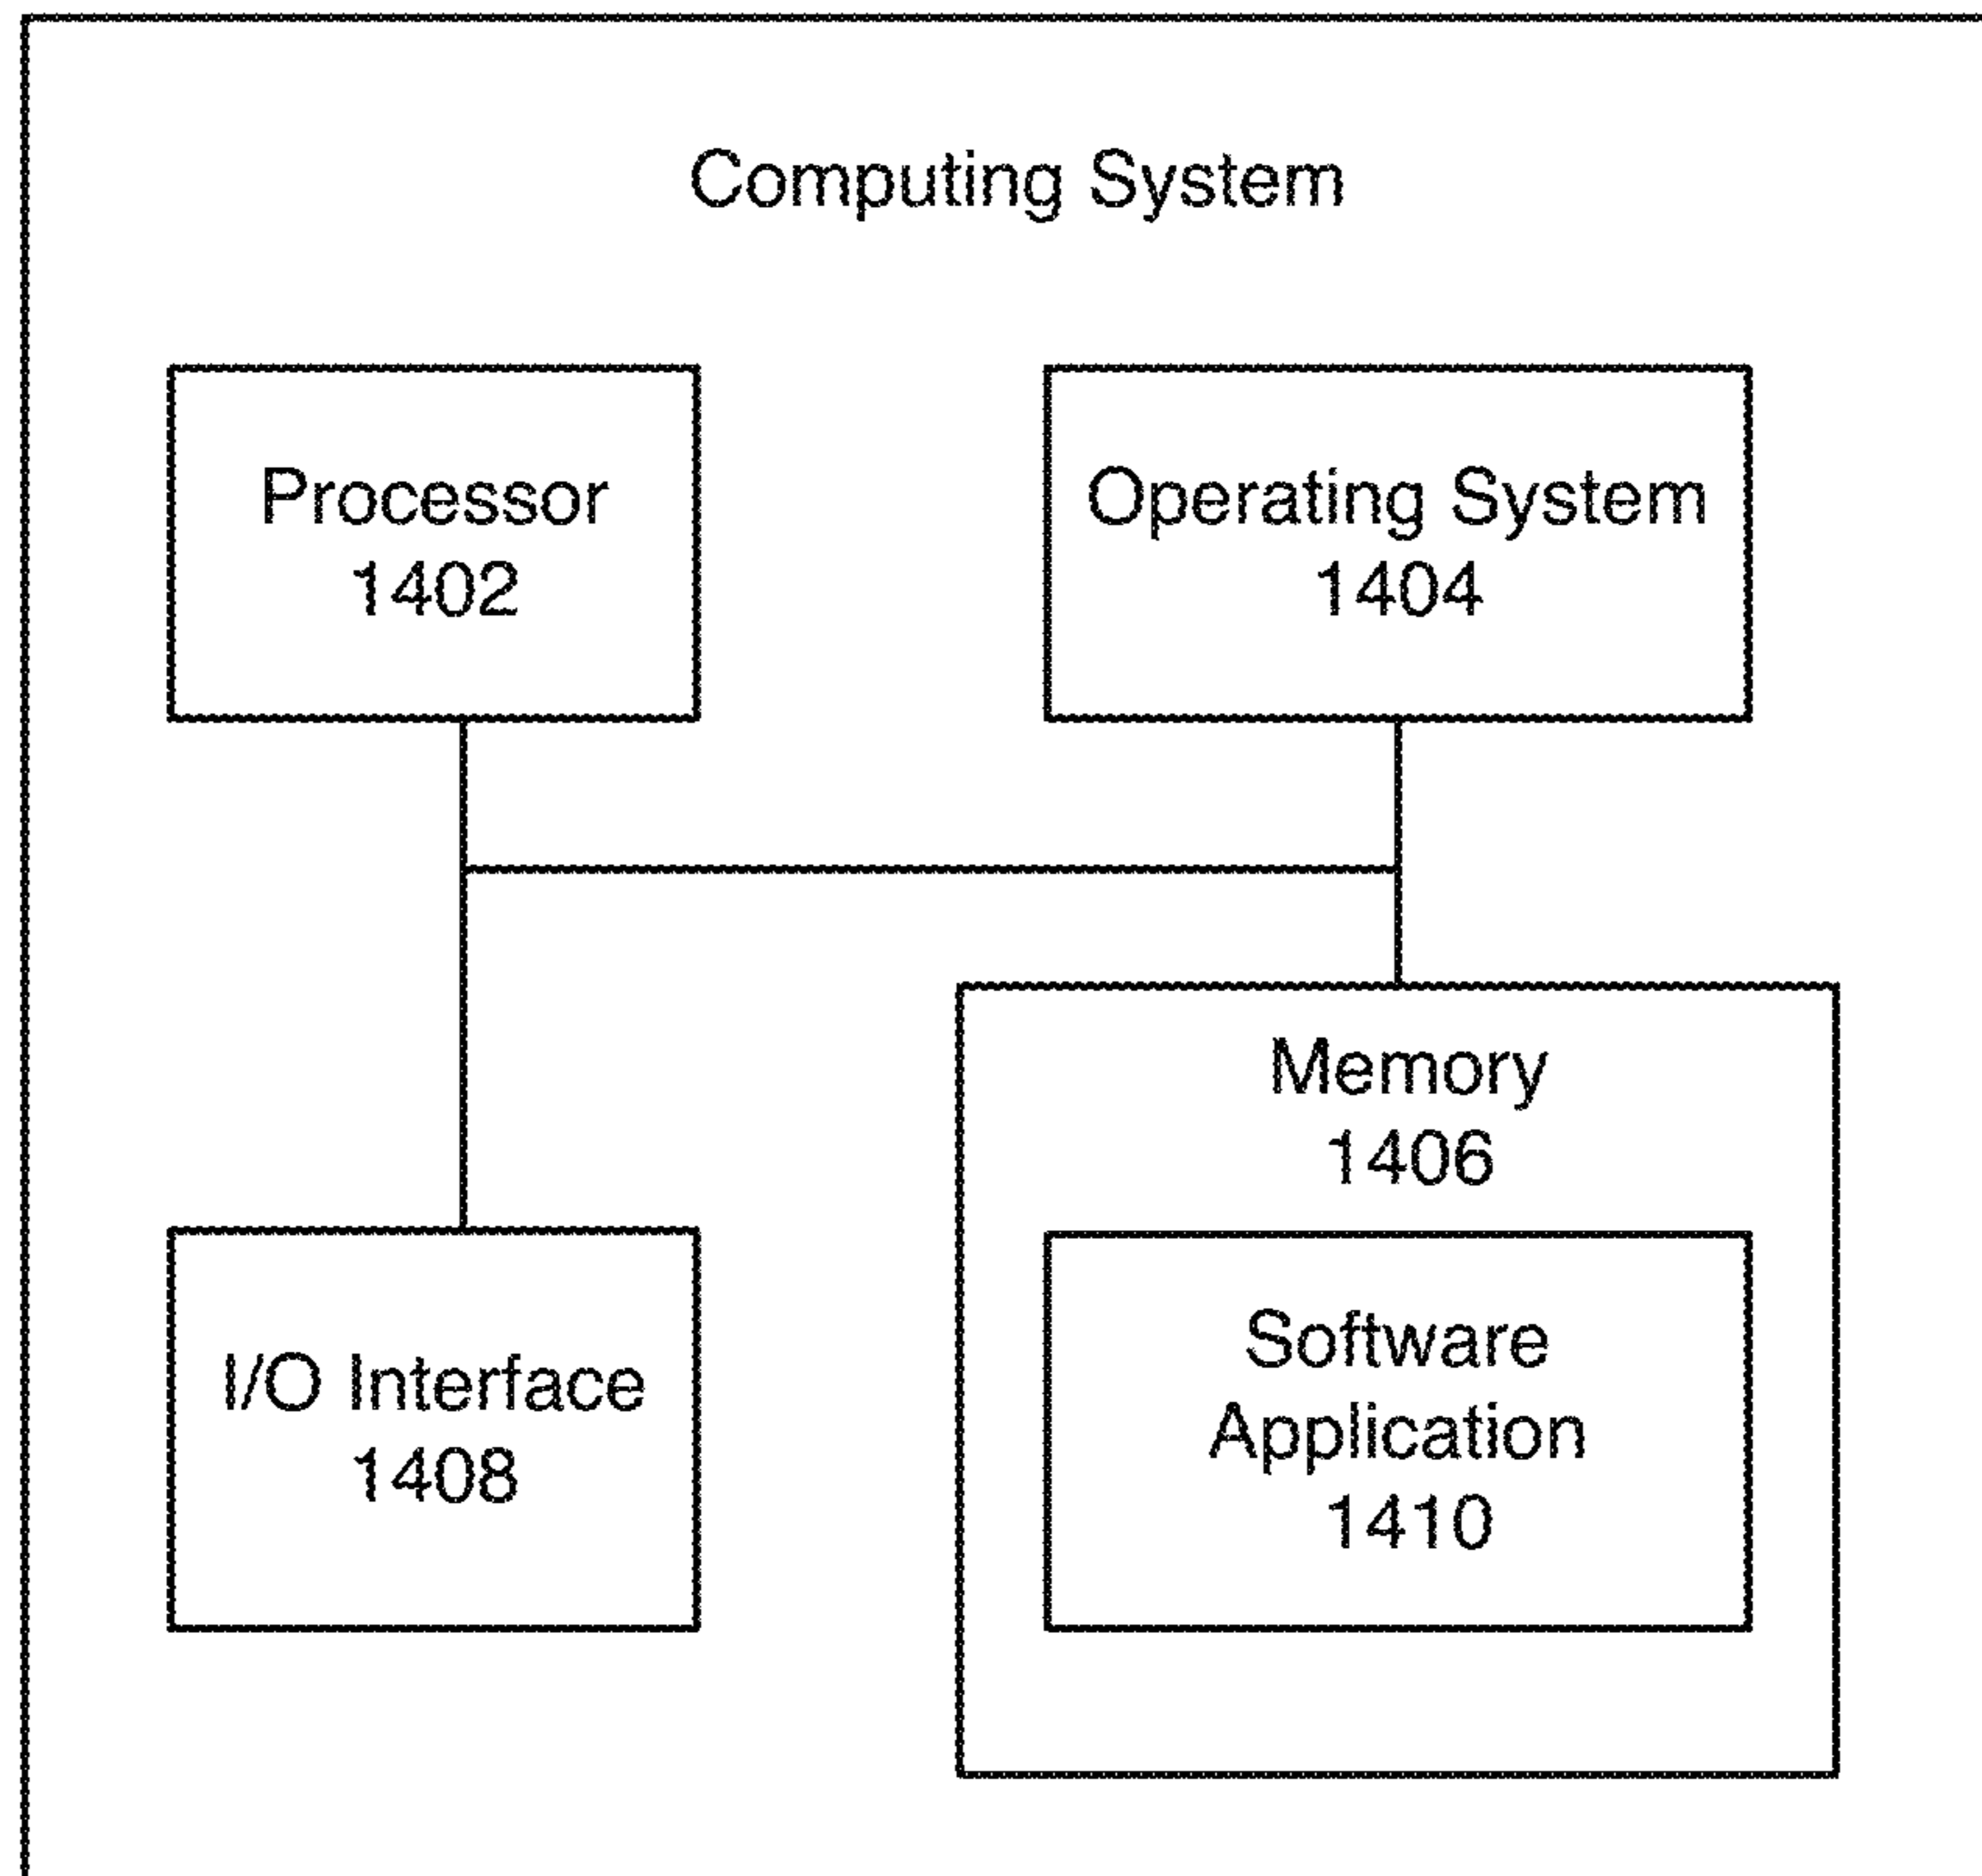 Computing System
Processor
1402
Operating System
1404
Memory
1406
I/O Interface
1408
Software
Application
1410